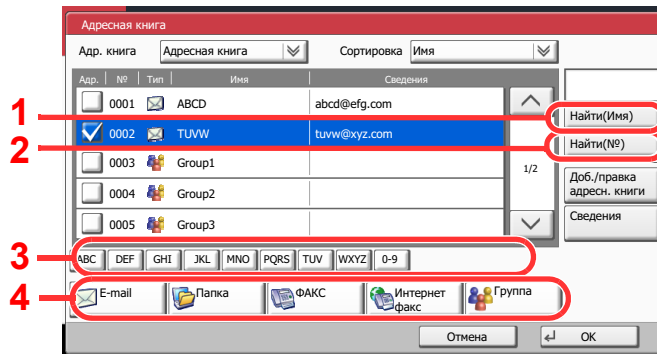 Адресная книга
Адр. книга Адресная книга Сортировка Имя
Адр. № Тип Имя Сведения
0001 ABCD abcd@efg.com
1 Найти(Имя)
0002 TUVW tuvw@xyz.com
2 Найти(№)
0003 Group1 1/2
Доб./правка
адресн. книги
0004 Group2
0005 Group3 Сведения
3 ABC DEF GHI JKL MNO PQRS TUV WXYZ 0-9
4 E-mail Папка ФАКС Интернет факс Группа
Отмена OK